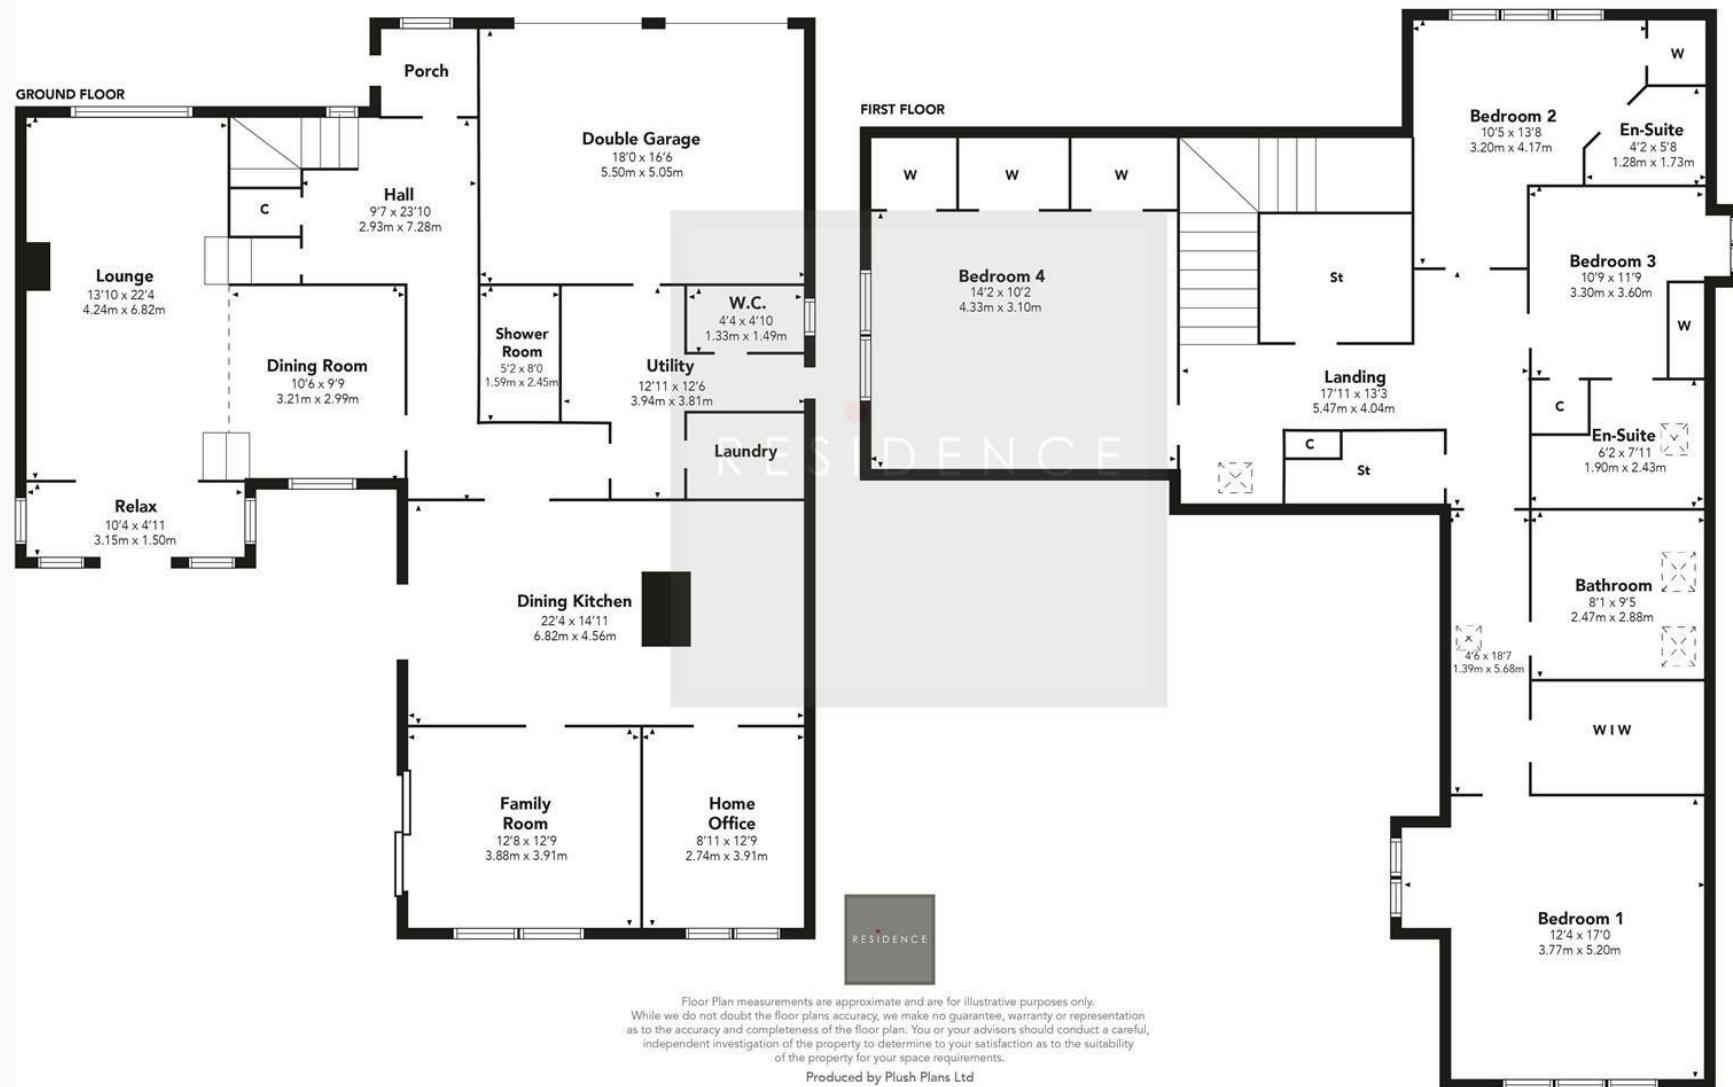 GROUND FLOOR
Porch
Double Garage
18'0 x 16'6
5.50m x 5.05m
Hall
9'7 x 23'10
2.93m x 7.28m
C
Lounge
13'10 x 22'4
4.24m x 6.82m
Dining Room
10'6 x 9'9
3.21m x 2.99m
Shower
Room
5'2 x 8'0
1.59m x 2.45m
W.C.
4'4 x 4'10
1.33m x 1.49m
Utility
12'11 x 12'6
3.94m x 3.81m
Laundry
Relax
10'4 x 4'11
3.15m x 1.50m
Dining Kitchen
22'4 x 14'11
6.82m x 4.56m
Family
Room
12'8 x 12'9
3.88m x 3.91m
Home
Office
8'11 x 12'9
2.74m x 3.91m
FIRST FLOOR
W
W
W
Bedroom 4
14'2 x 10'2
4.33m x 3.10m
St
Landing
17'11 x 13'3
5.47m x 4.04m
C
St
Bedroom 2
10'5 x 13'8
3.20m x 4.17m
W
En-Suite
4'2 x 5'8
1.28m x 1.73m
Bedroom 3
10'9 x 11'9
3.30m x 3.60m
W
C
En-Suite
6'2 x 7'11
1.90m x 2.43m
Bathroom
8'1 x 9'5
2.47m x 2.88m
4'6 x 18'7
1.39m x 5.68m
W I W
Bedroom 1
12'4 x 17'0
3.77m x 5.20m
RESIDENCE
RESIDENCE
Floor Plan measurements are approximate and are for illustrative purposes only.
While we do not doubt the floor plans accuracy, we make no guarantee, warranty or representation
as to the accuracy and completeness of the floor plan. You or your advisors should conduct a careful,
independent investigation of the property to determine to your satisfaction as to the suitability
of the property for your space requirements.
Produced by Plush Plans Ltd